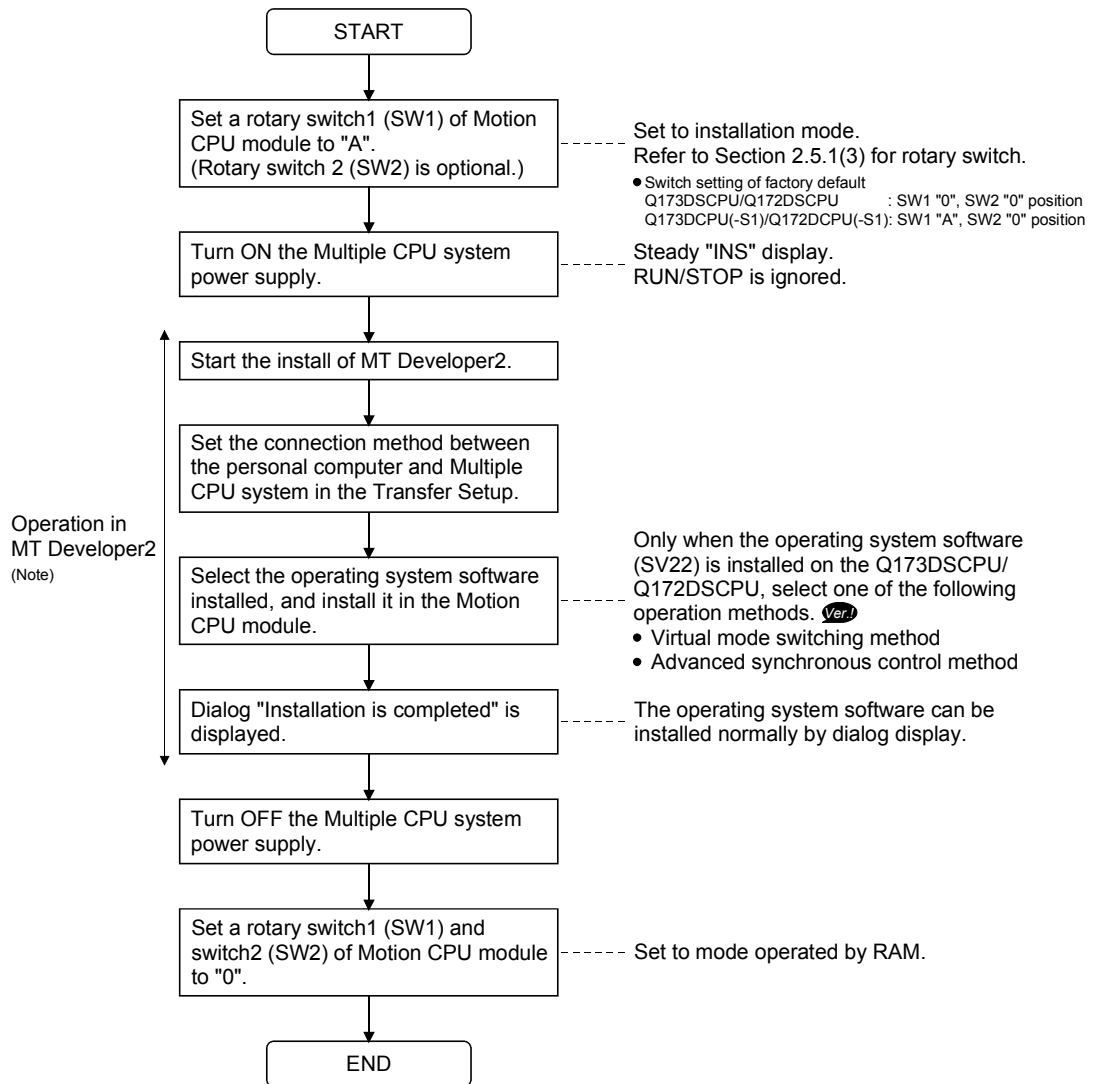 START
Set a rotary switch1 (SW1) of Motion
CPU module to "A".
(Rotary switch 2 (SW2) is optional.)
Set to installation mode.
Refer to Section 2.5.1(3) for rotary switch.
● Switch setting of factory default
Q173DSCPU/Q172DSCPU : SW1 "0", SW2 "0" position
Q173DCPU(-S1)/Q172DCPU(-S1): SW1 "A", SW2 "0" position
Turn ON the Multiple CPU system
power supply.
Steady "INS" display.
RUN/STOP is ignored.
Operation in
MT Developer2
(Note)
Start the install of MT Developer2.
Set the connection method between
the personal computer and Multiple
CPU system in the Transfer Setup.
Select the operating system software
installed, and install it in the Motion
CPU module.
Only when the operating system software
(SV22) is installed on the Q173DSCPU/
Q172DSCPU, select one of the following
operation methods. Ver.!
● Virtual mode switching method
● Advanced synchronous control method
Dialog "Installation is completed" is
displayed.
The operating system software can be
installed normally by dialog display.
Turn OFF the Multiple CPU system
power supply.
Set a rotary switch1 (SW1) and
switch2 (SW2) of Motion CPU module
to "0".
Set to mode operated by RAM.
END